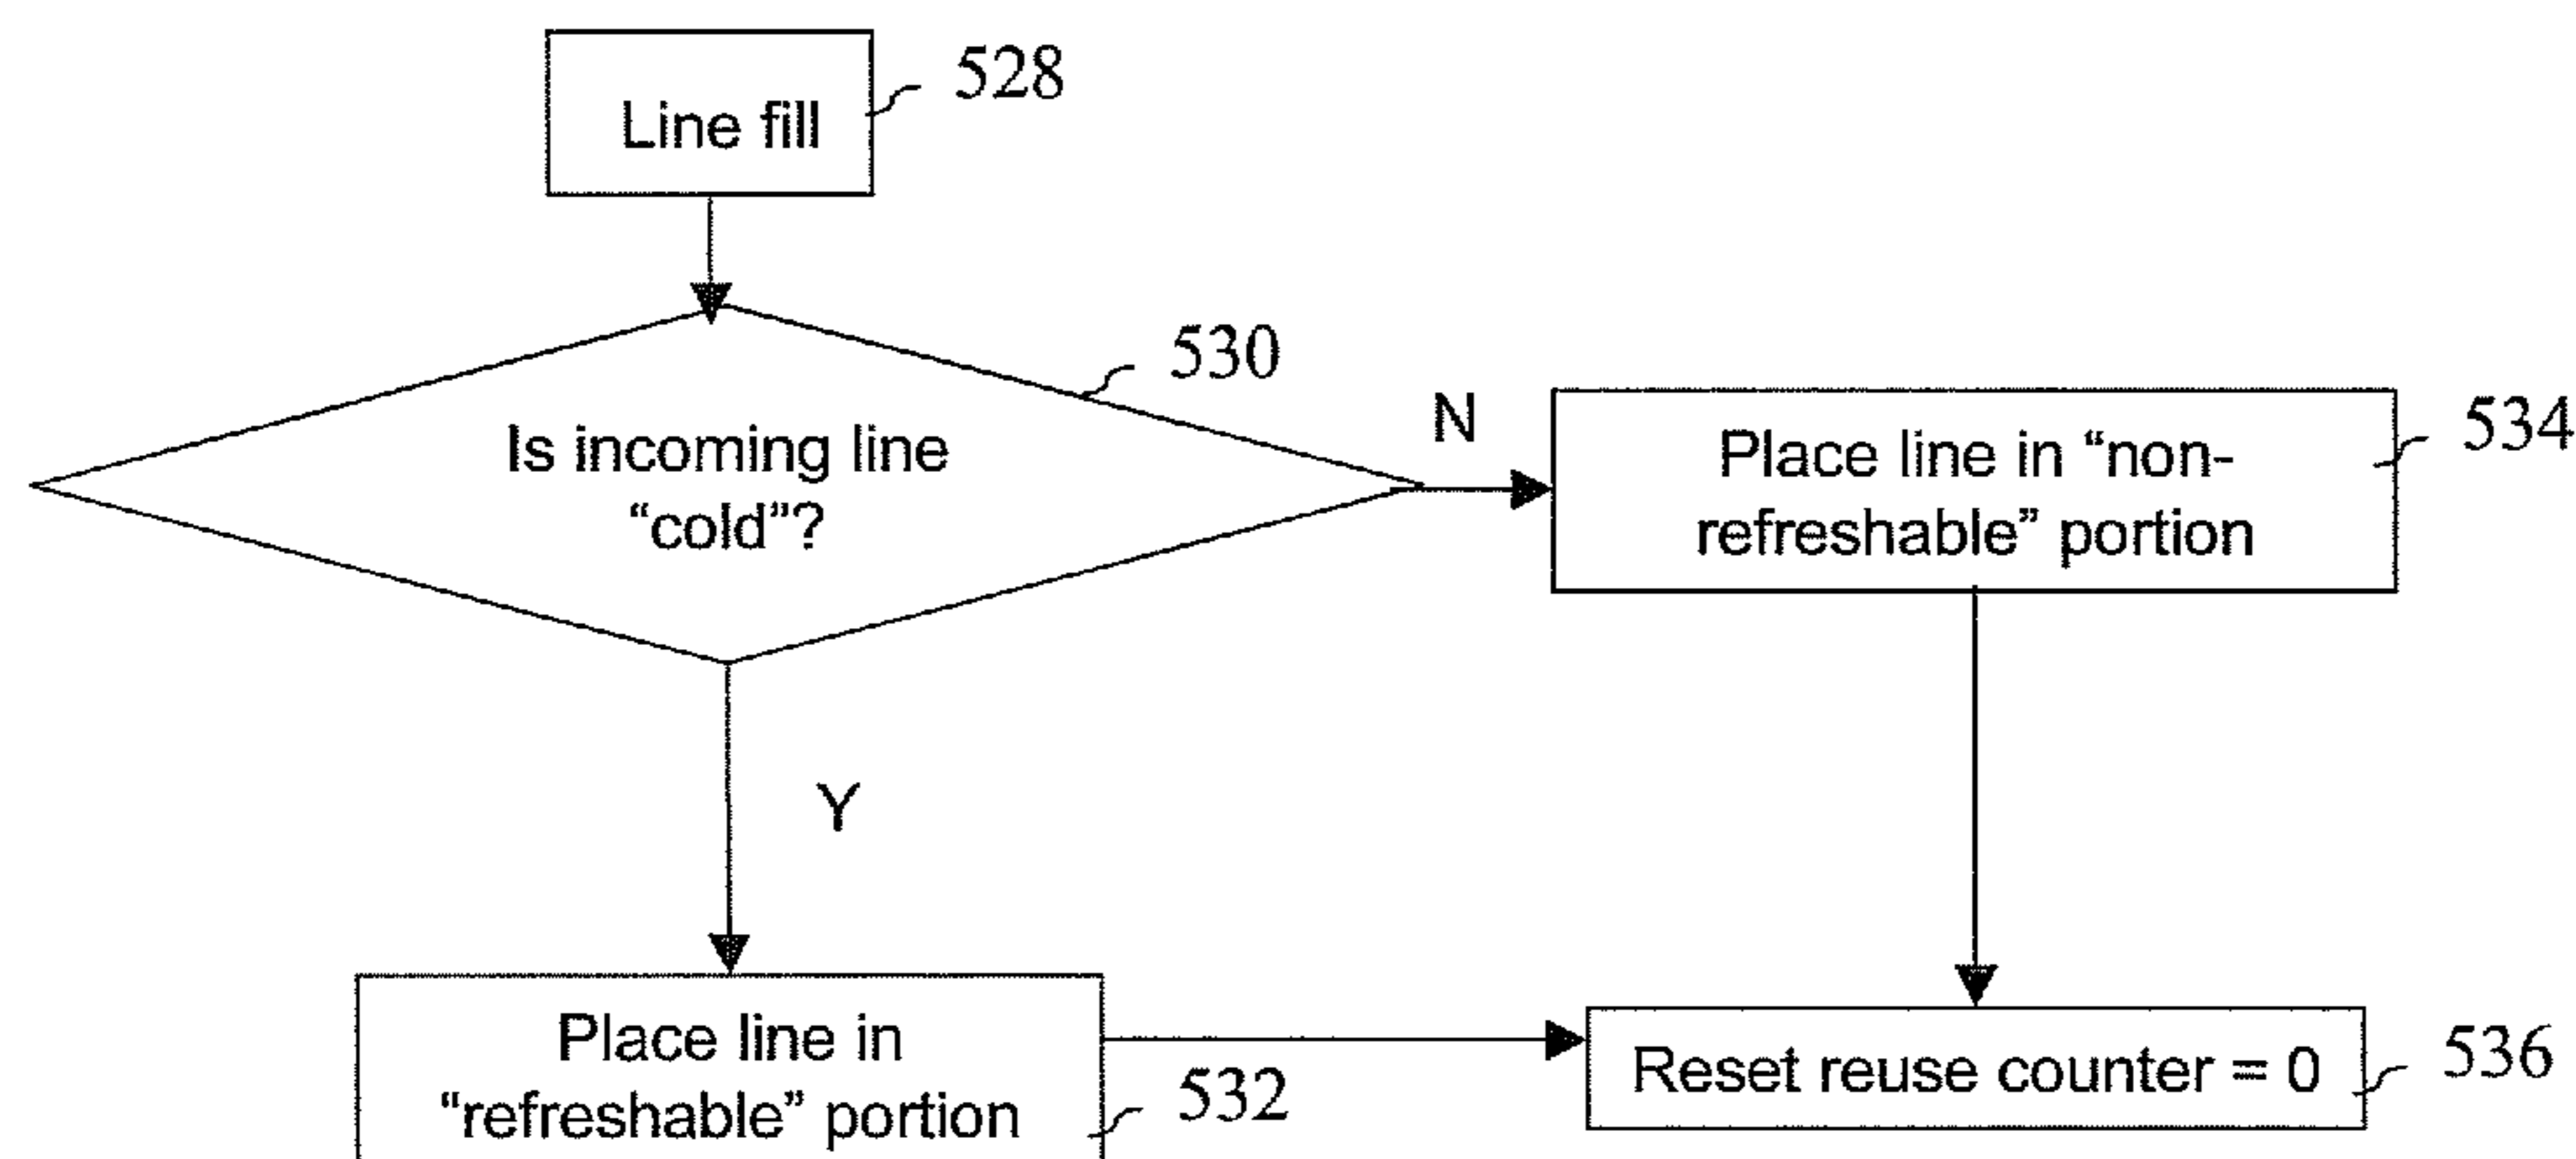 Line fill
528
530
Is incoming line
“cold”?
N
Place line in “non-
refreshable” portion
534
Y
Place line in
“refreshable” portion
532
Reset reuse counter = 0
536